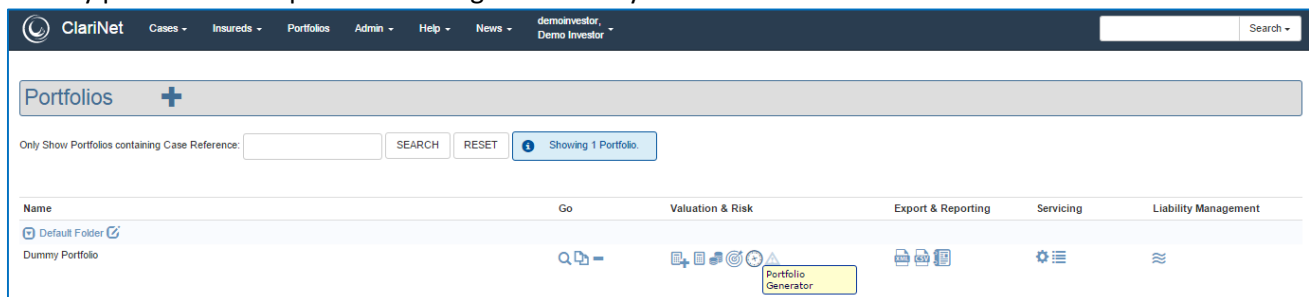 ClariNet Cases Insureds Portfolios Admin Help News demoinvestor, Demo Investor Search
Portfolios
Only Show Portfolios containing Case Reference: SEARCH RESET Showing 1 Portfolio.
Name Go Valuation & Risk Export & Reporting Servicing Liability Management
Default Folder
Dummy Portfolio XML CSV
Portfolio
Generator